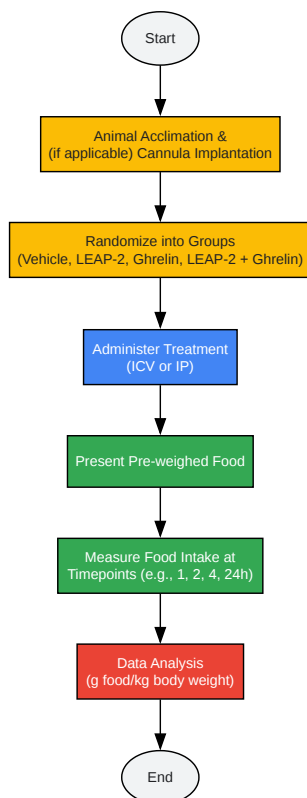 Start
Animal Acclimation &
(if applicable) Cannula Implantation
Randomize into Groups
(Vehicle, LEAP-2, Ghrelin, LEAP-2 + Ghrelin)
Administer Treatment
(ICV or IP)
Present Pre-weighed Food
Measure Food Intake at
Timepoints (e.g., 1, 2, 4, 24h)
Data Analysis
(g food/kg body weight)
End